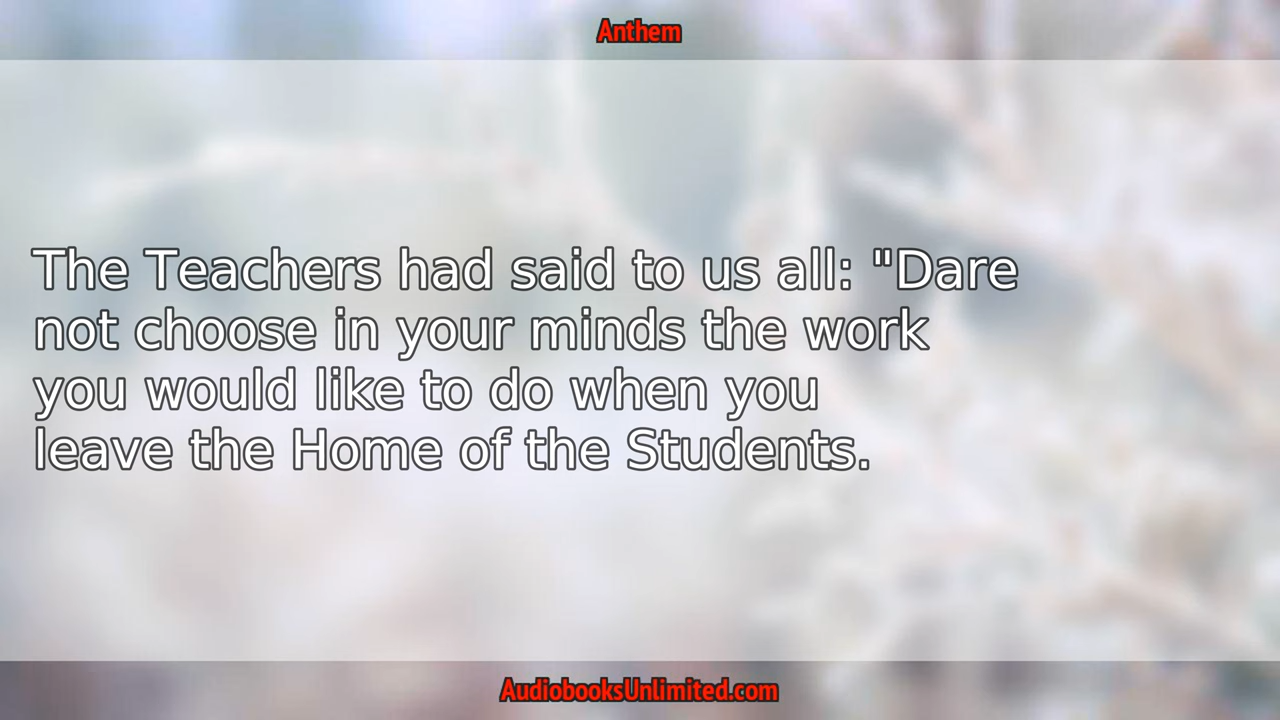 Anthem
The Teachers had said to us all: "Dare
not choose in your minds the work
you would like to do when you
leave the Home of the Students.
AudiobooksUnlimited.com